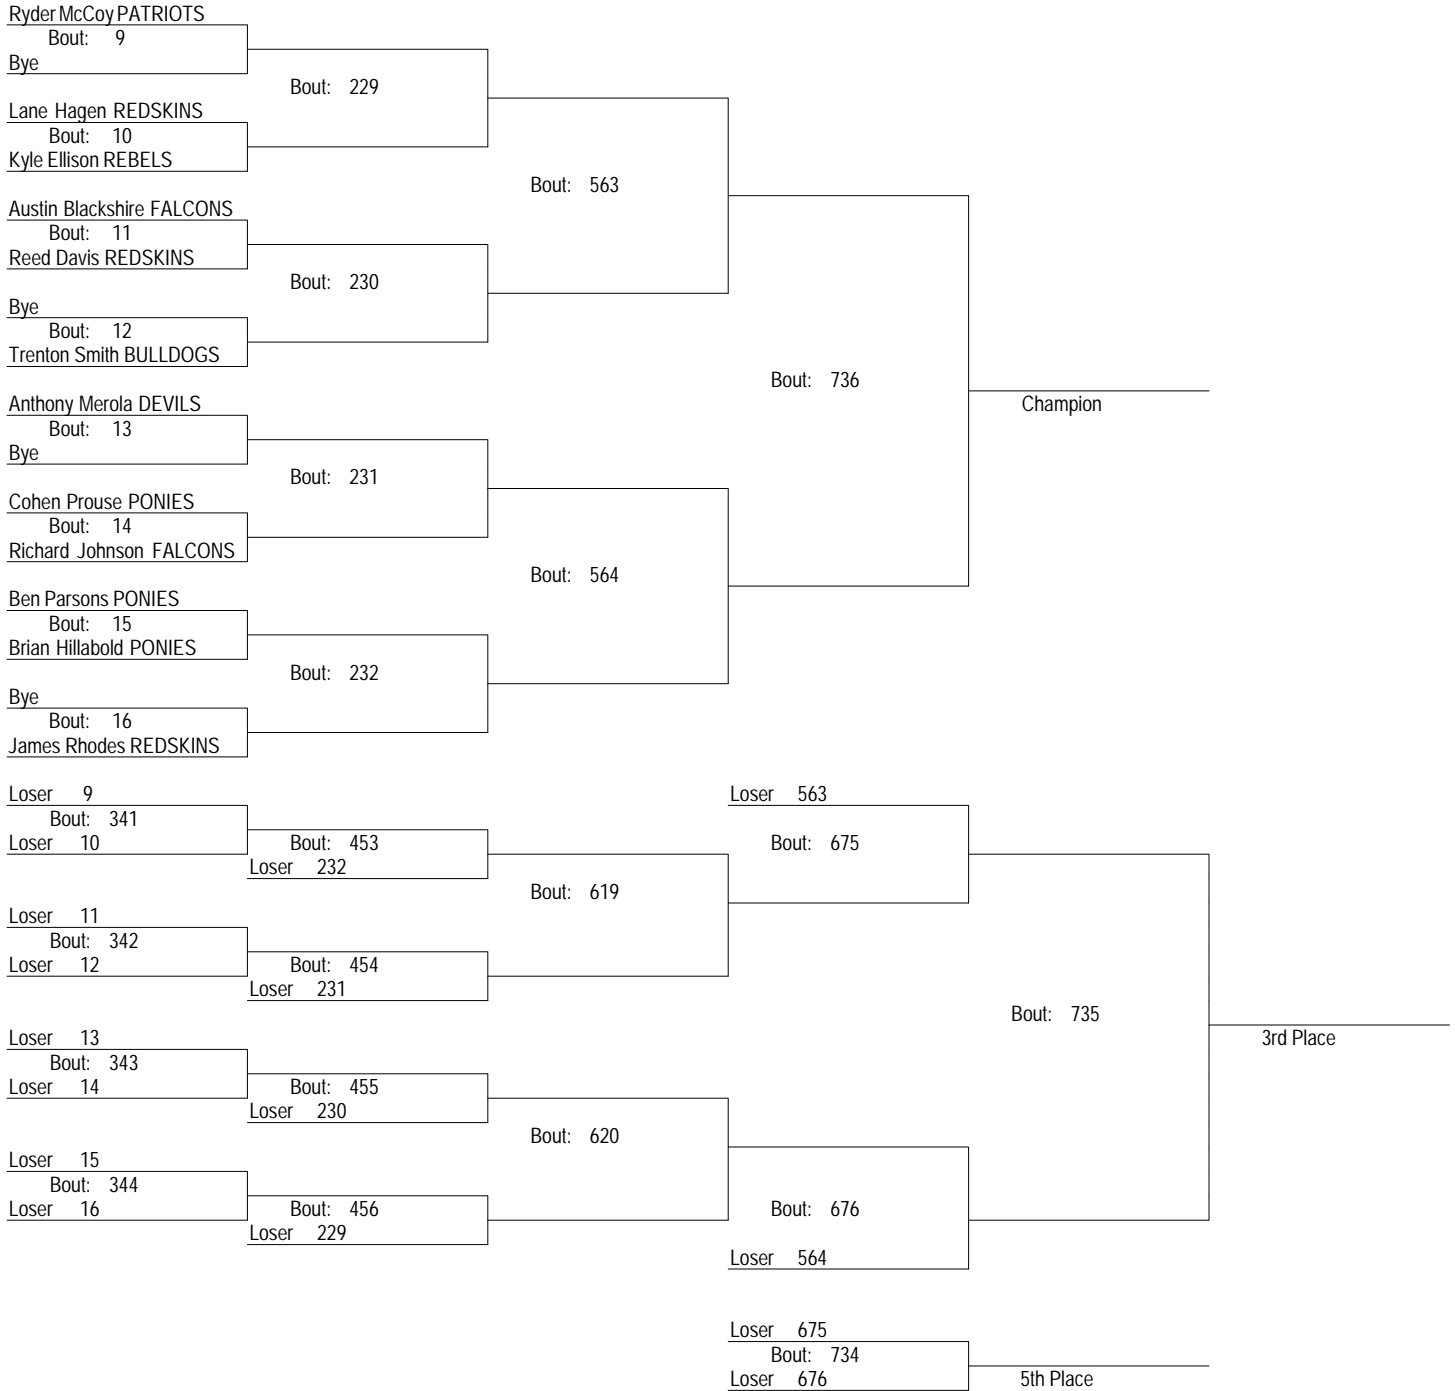 Ryder McCoy PATRIOTS
Bout: 9
Bye
Bout: 229
Lane Hagen REDSKINS
Bout: 10
Kyle Ellison REBELS
Bout: 563
Austin Blackshire FALCONS
Bout: 11
Reed Davis REDSKINS
Bout: 230
Bye
Bout: 12
Trenton Smith BULLDOGS
Bout: 736
Champion
Anthony Merola DEVILS
Bout: 13
Bye
Bout: 231
Cohen Prouse PONIES
Bout: 14
Richard Johnson FALCONS
Bout: 564
Ben Parsons PONIES
Bout: 15
Brian Hillabold PONIES
Bout: 232
Bye
Bout: 16
James Rhodes REDSKINS
Loser 9
Bout: 341
Loser 10
Bout: 453
Loser 232
Bout: 619
Loser 563
Bout: 675
Loser 11
Bout: 342
Loser 12
Bout: 454
Loser 231
Bout: 735
3rd Place
Loser 13
Bout: 343
Loser 14
Bout: 455
Loser 230
Bout: 620
Loser 15
Bout: 344
Loser 16
Bout: 456
Loser 229
Bout: 676
Loser 564
Loser 675
Bout: 734
Loser 676
5th Place